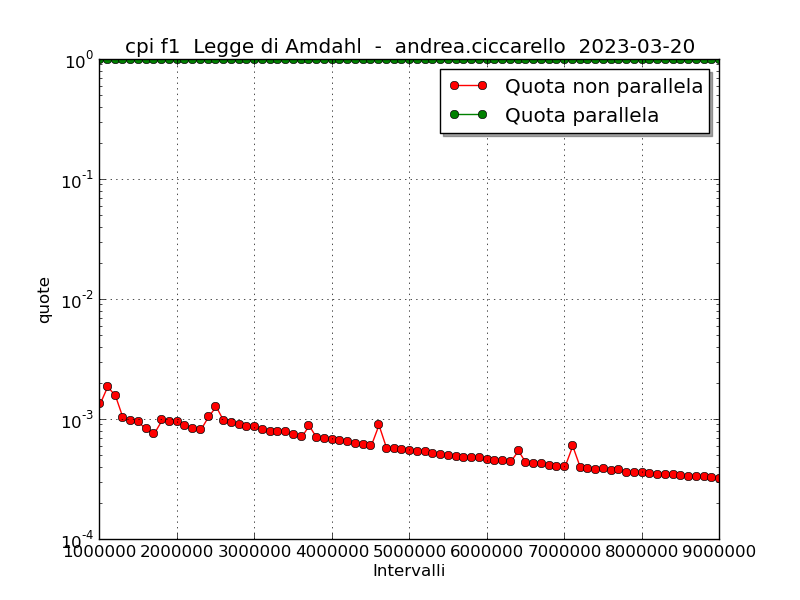 cpi f1  Legge di Amdahl  -  andrea.ciccarello  2023-03-20
Quota non parallela
Quota parallela
quote
10^0
10^-1
10^-2
10^-3
10^-4
1000000 2000000 3000000 4000000 5000000 6000000 7000000 8000000 9000000
Intervalli